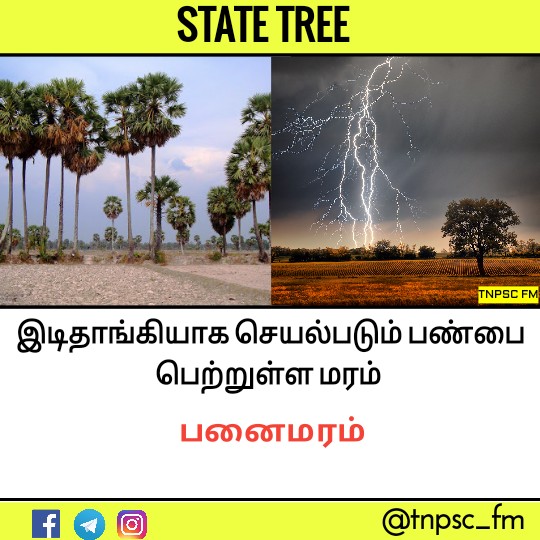 STATE TREE
TNPSC FM
இடிதாங்கியாக செயல்படும் பண்பை
பெற்றுள்ள மரம்
பனைமரம்
@tnpsc_fm